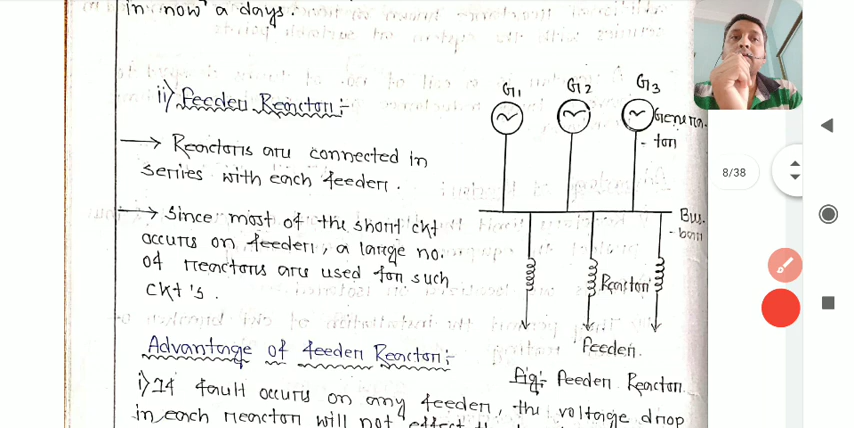 in now a days.
ii) Feeder Reactor:-
→ Reactors are connected in
series with each feeder.
→ Since most of the short ckt
occurs on feeder, a large no.
of reactors are used for such
ckt's.
G1 G2 G3
Genera-
-tor
Bus-
-bar
Reactor
Feeder.
Fig:- Feeder Reactor
Advantage of feeder Reactor:-
i) If fault occurs on any feeder, the voltage drop
in each reactor will not effect the
8/38